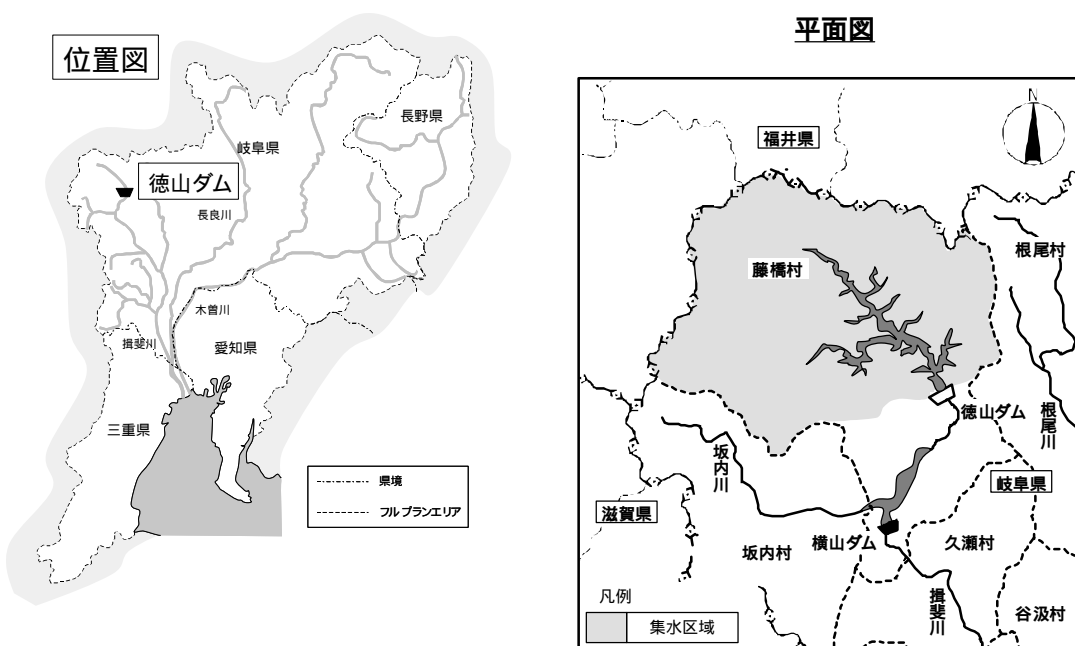 位置図
長野県
岐阜県
徳山ダム
長良川
木曽川
揖斐川
愛知県
三重県
県境
フルプランエリア
平面図
N
福井県
根尾村
藤橋村
徳山ダム
根尾川
坂内川
岐阜県
滋賀県
坂内村
横山ダム
久瀬村
揖斐川
谷汲村
凡例
集水区域